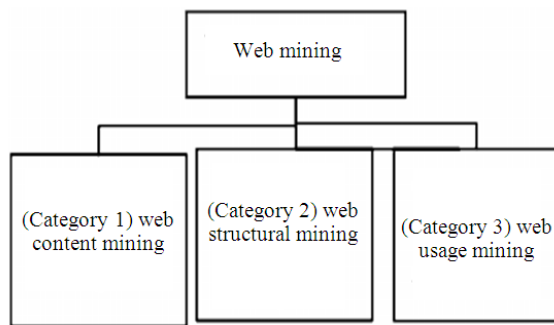 Web mining
(Category 1) web
content mining
(Category 2) web
structural mining
(Category 3) web
usage mining